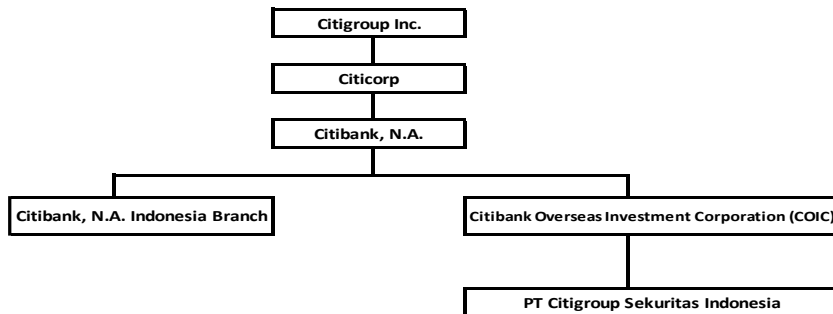 Citigroup Inc.
Citicorp
Citibank, N.A.
Citibank, N.A. Indonesia Branch
Citibank Overseas Investment Corporation (COIC)
PT Citigroup Sekuritas Indonesia